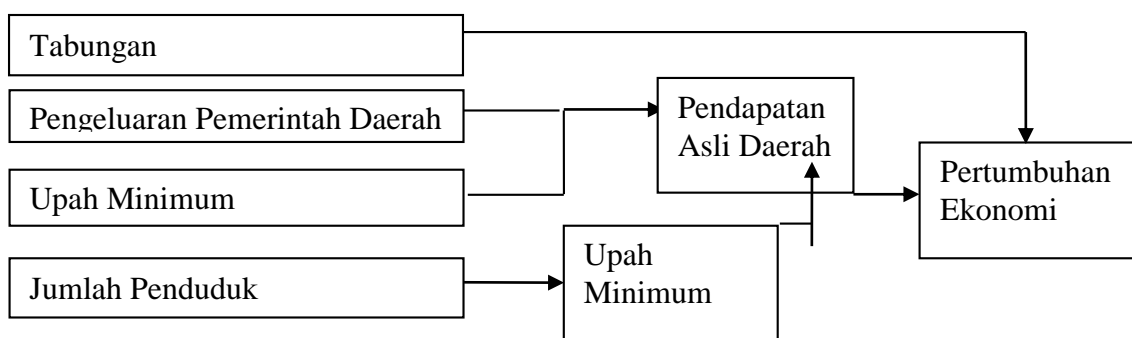 Tabungan
Pengeluaran Pemerintah Daerah
Upah Minimum
Jumlah Penduduk
Pendapatan
Asli Daerah
Upah
Minimum
Pertumbuhan
Ekonomi